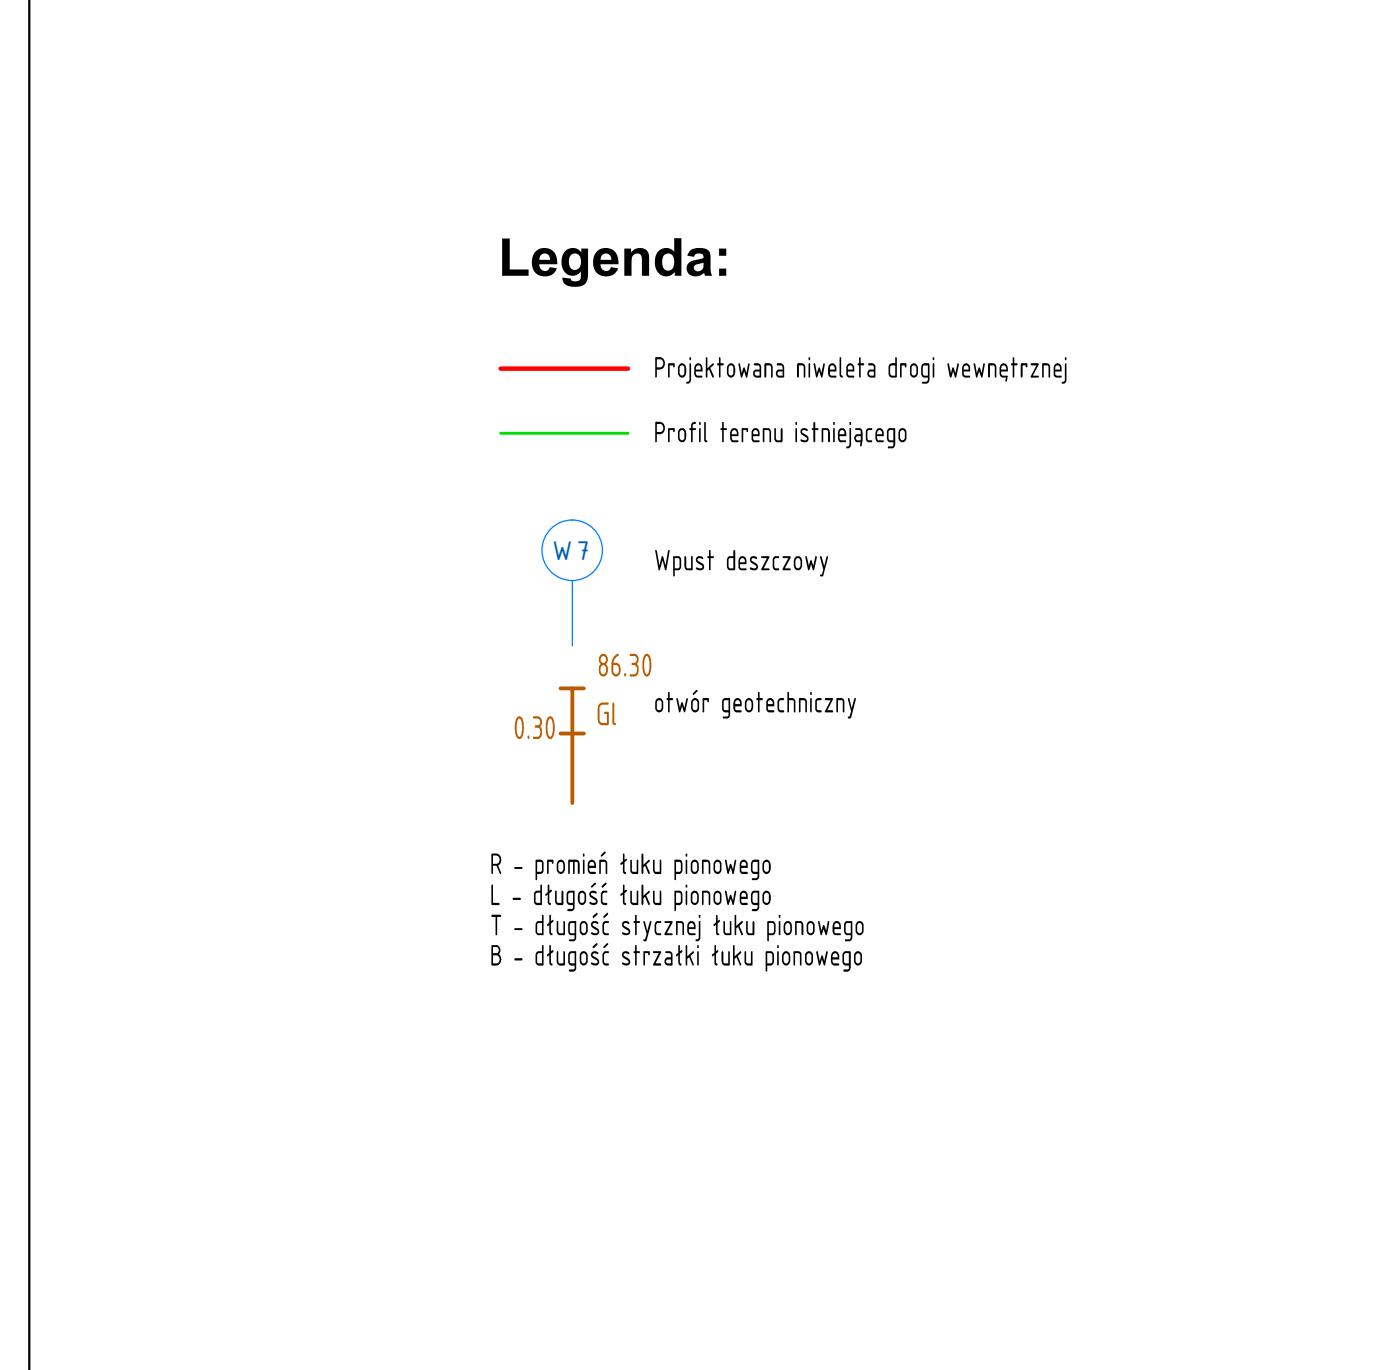 Legenda:
Projektowana niweleta drogi wewnętrznej
Profil terenu istniejącego
W 7
Wpust deszczowy
86.30
otwór geotechniczny
Gl
0.30
R - promień łuku pionowego
L - długość łuku pionowego
T - długość stycznej łuku pionowego
B - długość strzałki łuku pionowego